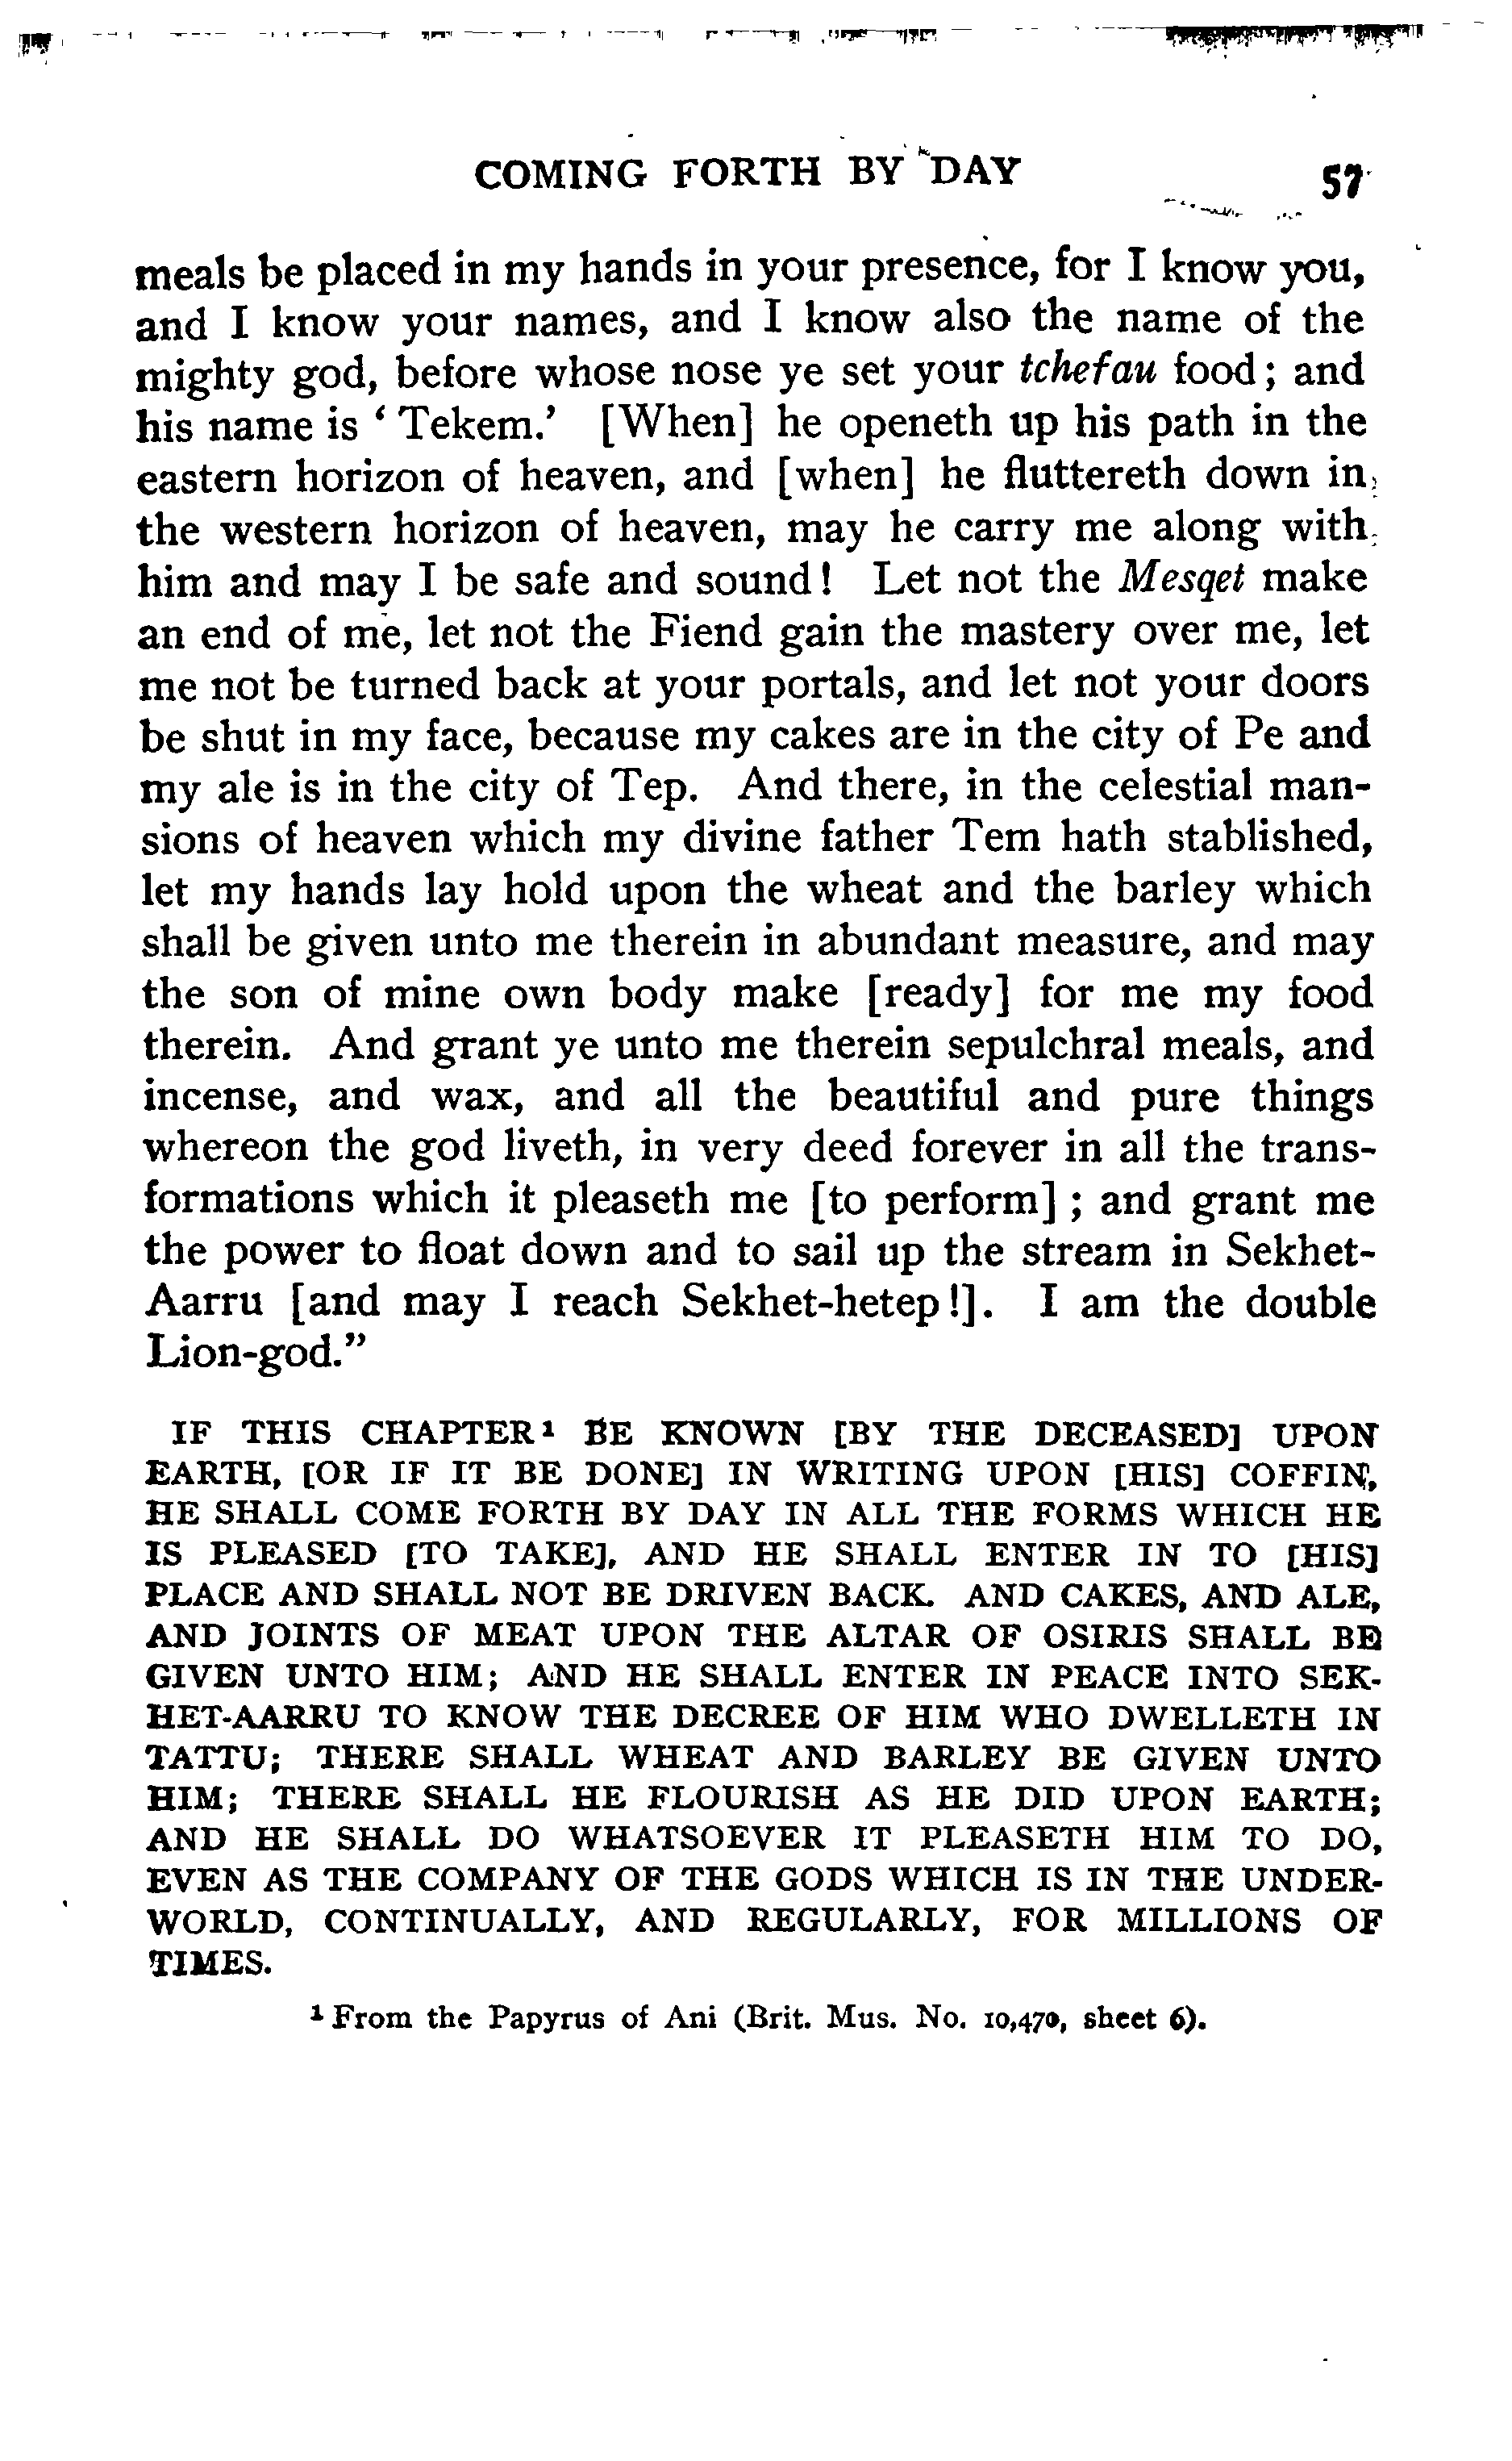 COMING FORTH BY DAY 57
meals be placed in my hands in your presence, for I know you,
and I know your names, and I know also the name of the
mighty god, before whose nose ye set your tchefau food; and
his name is ‘Tekem.’ [When] he openeth up his path in the
eastern horizon of heaven, and [when] he fluttereth down in
the western horizon of heaven, may he carry me along with
him and may I be safe and sound! Let not the Mesqet make
an end of me, let not the Fiend gain the mastery over me, let
me not be turned back at your portals, and let not your doors
be shut in my face, because my cakes are in the city of Pe and
my ale is in the city of Tep. And there, in the celestial man-
sions of heaven which my divine father Tem hath stablished,
let my hands lay hold upon the wheat and the barley which
shall be given unto me therein in abundant measure, and may
the son of mine own body make [ready] for me my food
therein. And grant ye unto me therein sepulchral meals, and
incense, and wax, and all the beautiful and pure things
whereon the god liveth, in very deed forever in all the trans-
formations which it pleaseth me [to perform]; and grant me
the power to float down and to sail up the stream in Sekhet-
Aarru [and may I reach Sekhet-hetep!]. I am the double
Lion-god.”
IF THIS CHAPTER¹ BE KNOWN [BY THE DECEASED] UPON
EARTH, [OR IF IT BE DONE] IN WRITING UPON [HIS] COFFIN,
HE SHALL COME FORTH BY DAY IN ALL THE FORMS WHICH HE
IS PLEASED [TO TAKE], AND HE SHALL ENTER IN TO [HIS]
PLACE AND SHALL NOT BE DRIVEN BACK. AND CAKES, AND ALE,
AND JOINTS OF MEAT UPON THE ALTAR OF OSIRIS SHALL BE
GIVEN UNTO HIM; AND HE SHALL ENTER IN PEACE INTO SEK-
HET-AARRU TO KNOW THE DECREE OF HIM WHO DWELLETH IN
TATTU; THERE SHALL WHEAT AND BARLEY BE GIVEN UNTO
HIM; THERE SHALL HE FLOURISH AS HE DID UPON EARTH;
AND HE SHALL DO WHATSOEVER IT PLEASETH HIM TO DO,
EVEN AS THE COMPANY OF THE GODS WHICH IS IN THE UNDER-
WORLD, CONTINUALLY, AND REGULARLY, FOR MILLIONS OF
TIMES.
¹ From the Papyrus of Ani (Brit. Mus. No. 10,470, sheet 6).